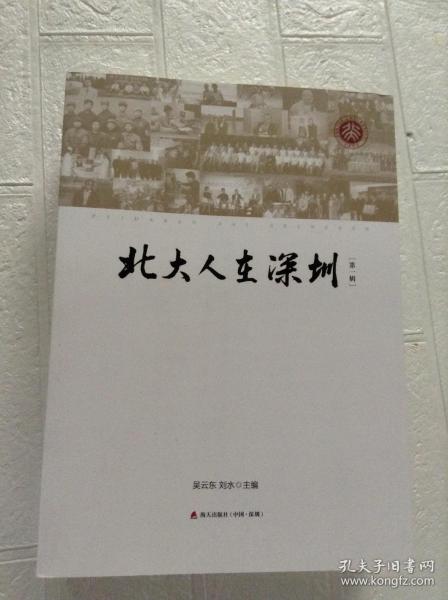 北大人在深圳
[第一辑]
吴云东 刘水◎主编
海天出版社(中国·深圳)
孔夫子旧书网
www.kongfz.com